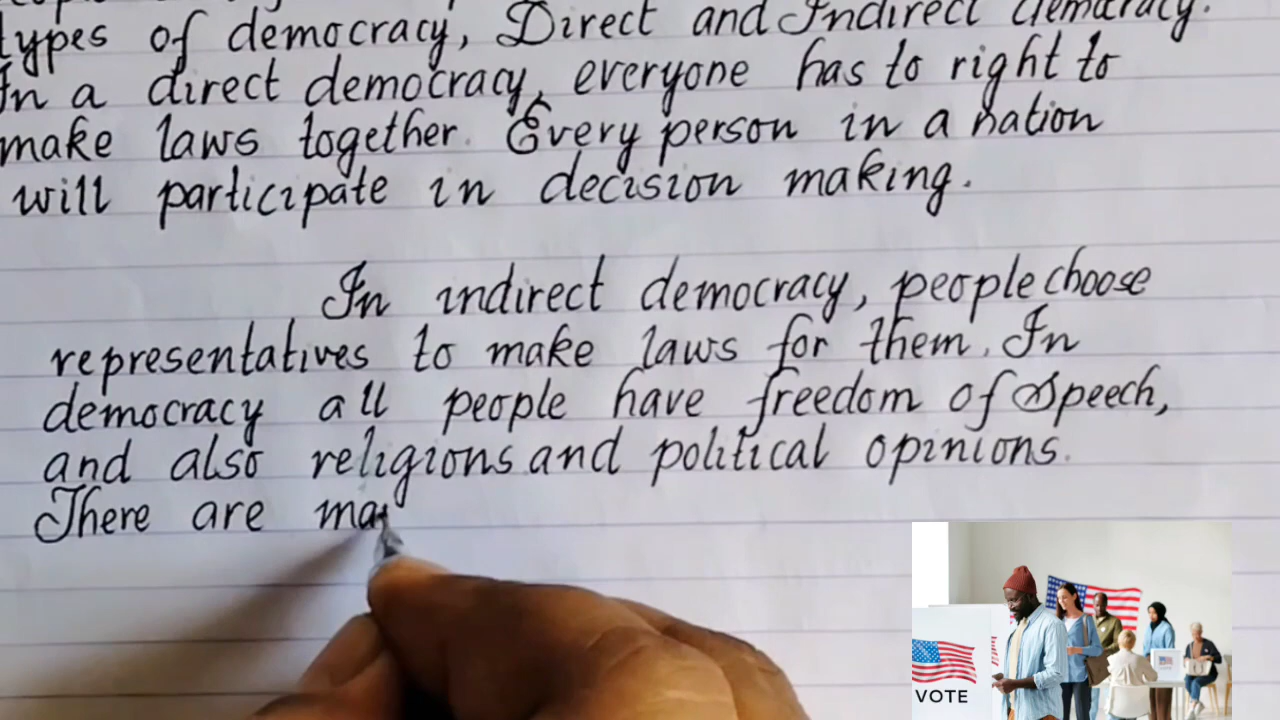 types of democracy, Direct and Indirect democracy.
In a direct democracy, everyone has to right to
make laws together. Every person in a nation
will participate in decision making.
In indirect democracy, people choose
representatives to make laws for them. In
democracy all people have freedom of Speech,
and also religions and political opinions.
There are ma
VOTE